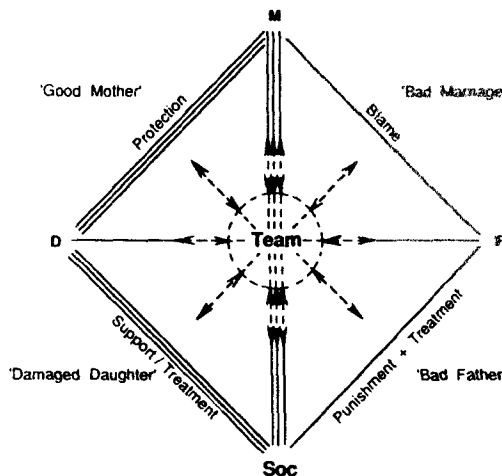 M
'Good Mother'
'Bad Marriage
Protection
Blame
D
Team
F
Support / Treatment
Punishment + Treatment
'Damaged Daughter'
'Bad Father
Soc